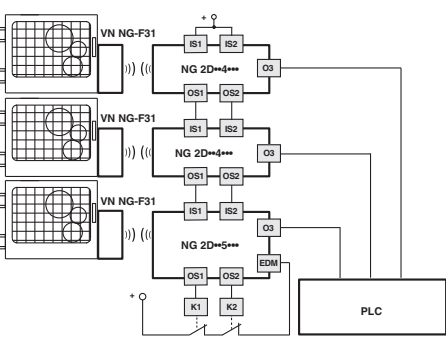 +
VN NG-F31
IS1 IS2
NG 2D••4••• O3
OS1 OS2
VN NG-F31
IS1 IS2
NG 2D••4••• O3
OS1 OS2
VN NG-F31
IS1 IS2
O3
NG 2D••5•••
EDM
OS1 OS2
+
K1 K2
PLC